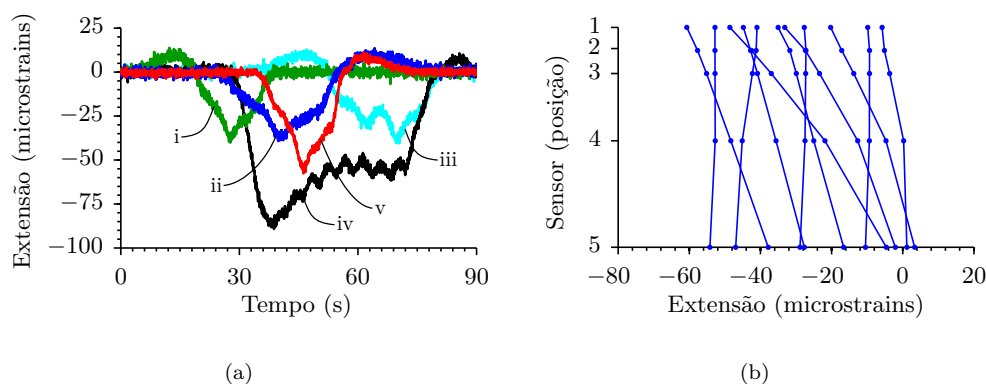 25
0
−25
−50
−75
−100
0
30
60
90
Extensão (microstrains)
Tempo (s)
i
ii
iii
iv
v
(a)
1
2
3
4
5
−80
−60
−40
−20
0
20
Sensor (posição)
Extensão (microstrains)
(b)